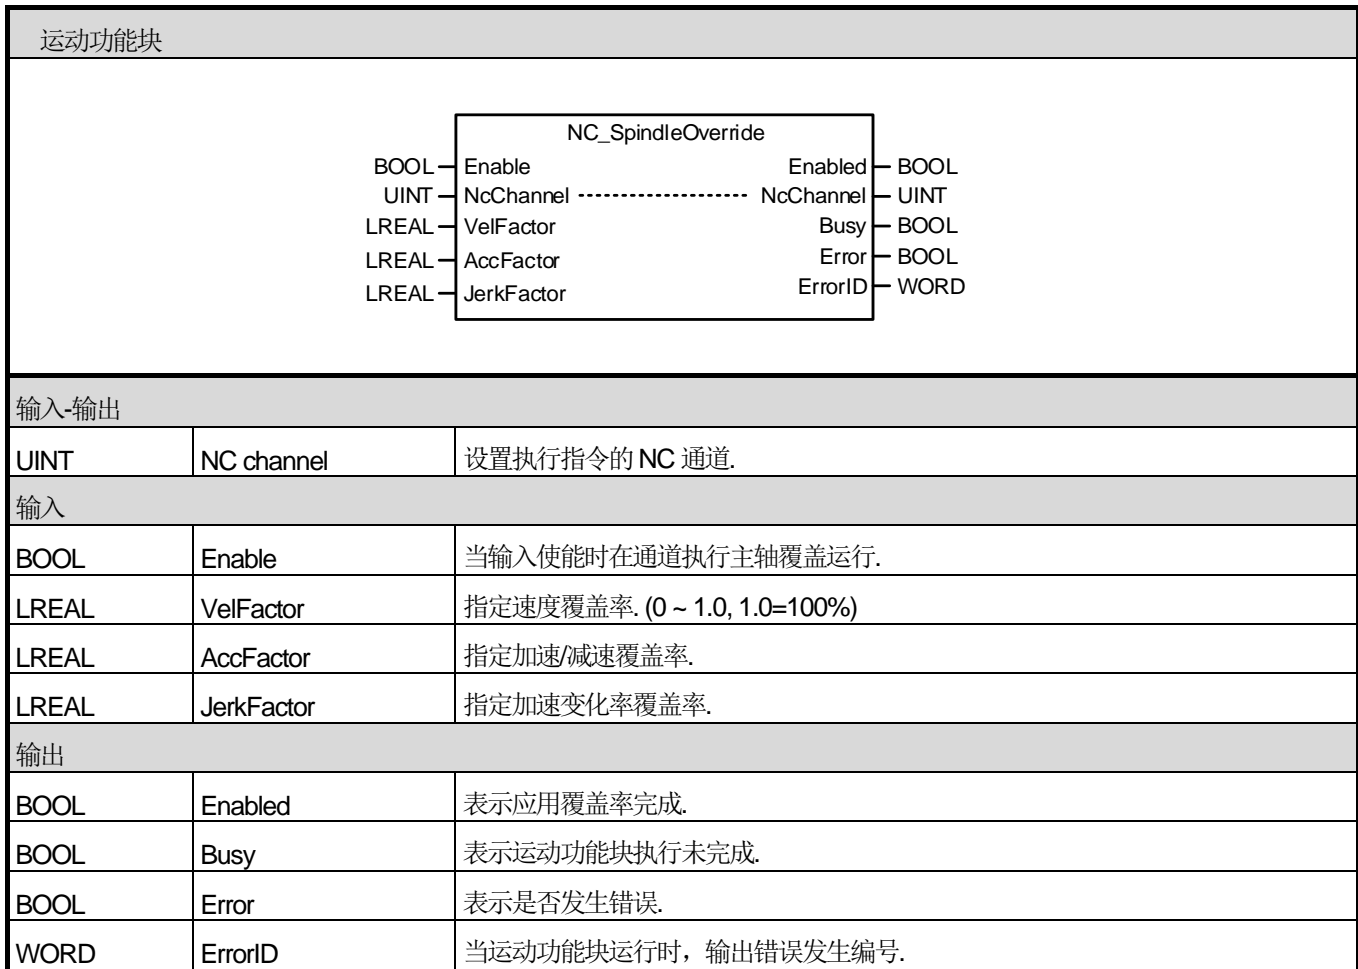 运动功能块
NC_SpindleOverride
BOOL Enable Enabled BOOL
UINT NcChannel NcChannel UINT
LREAL VelFactor Busy BOOL
LREAL AccFactor Error BOOL
LREAL JerkFactor ErrorID WORD
输入-输出
UINT NC channel 设置执行指令的 NC 通道.
输入
BOOL Enable 当输入使能时在通道执行主轴覆盖运行.
LREAL VelFactor 指定速度覆盖率. (0 ~ 1.0, 1.0=100%)
LREAL AccFactor 指定加速/减速覆盖率.
LREAL JerkFactor 指定加速变化率覆盖率.
输出
BOOL Enabled 表示应用覆盖率完成.
BOOL Busy 表示运动功能块执行未完成.
BOOL Error 表示是否发生错误.
WORD ErrorID 当运动功能块运行时，输出错误发生编号.